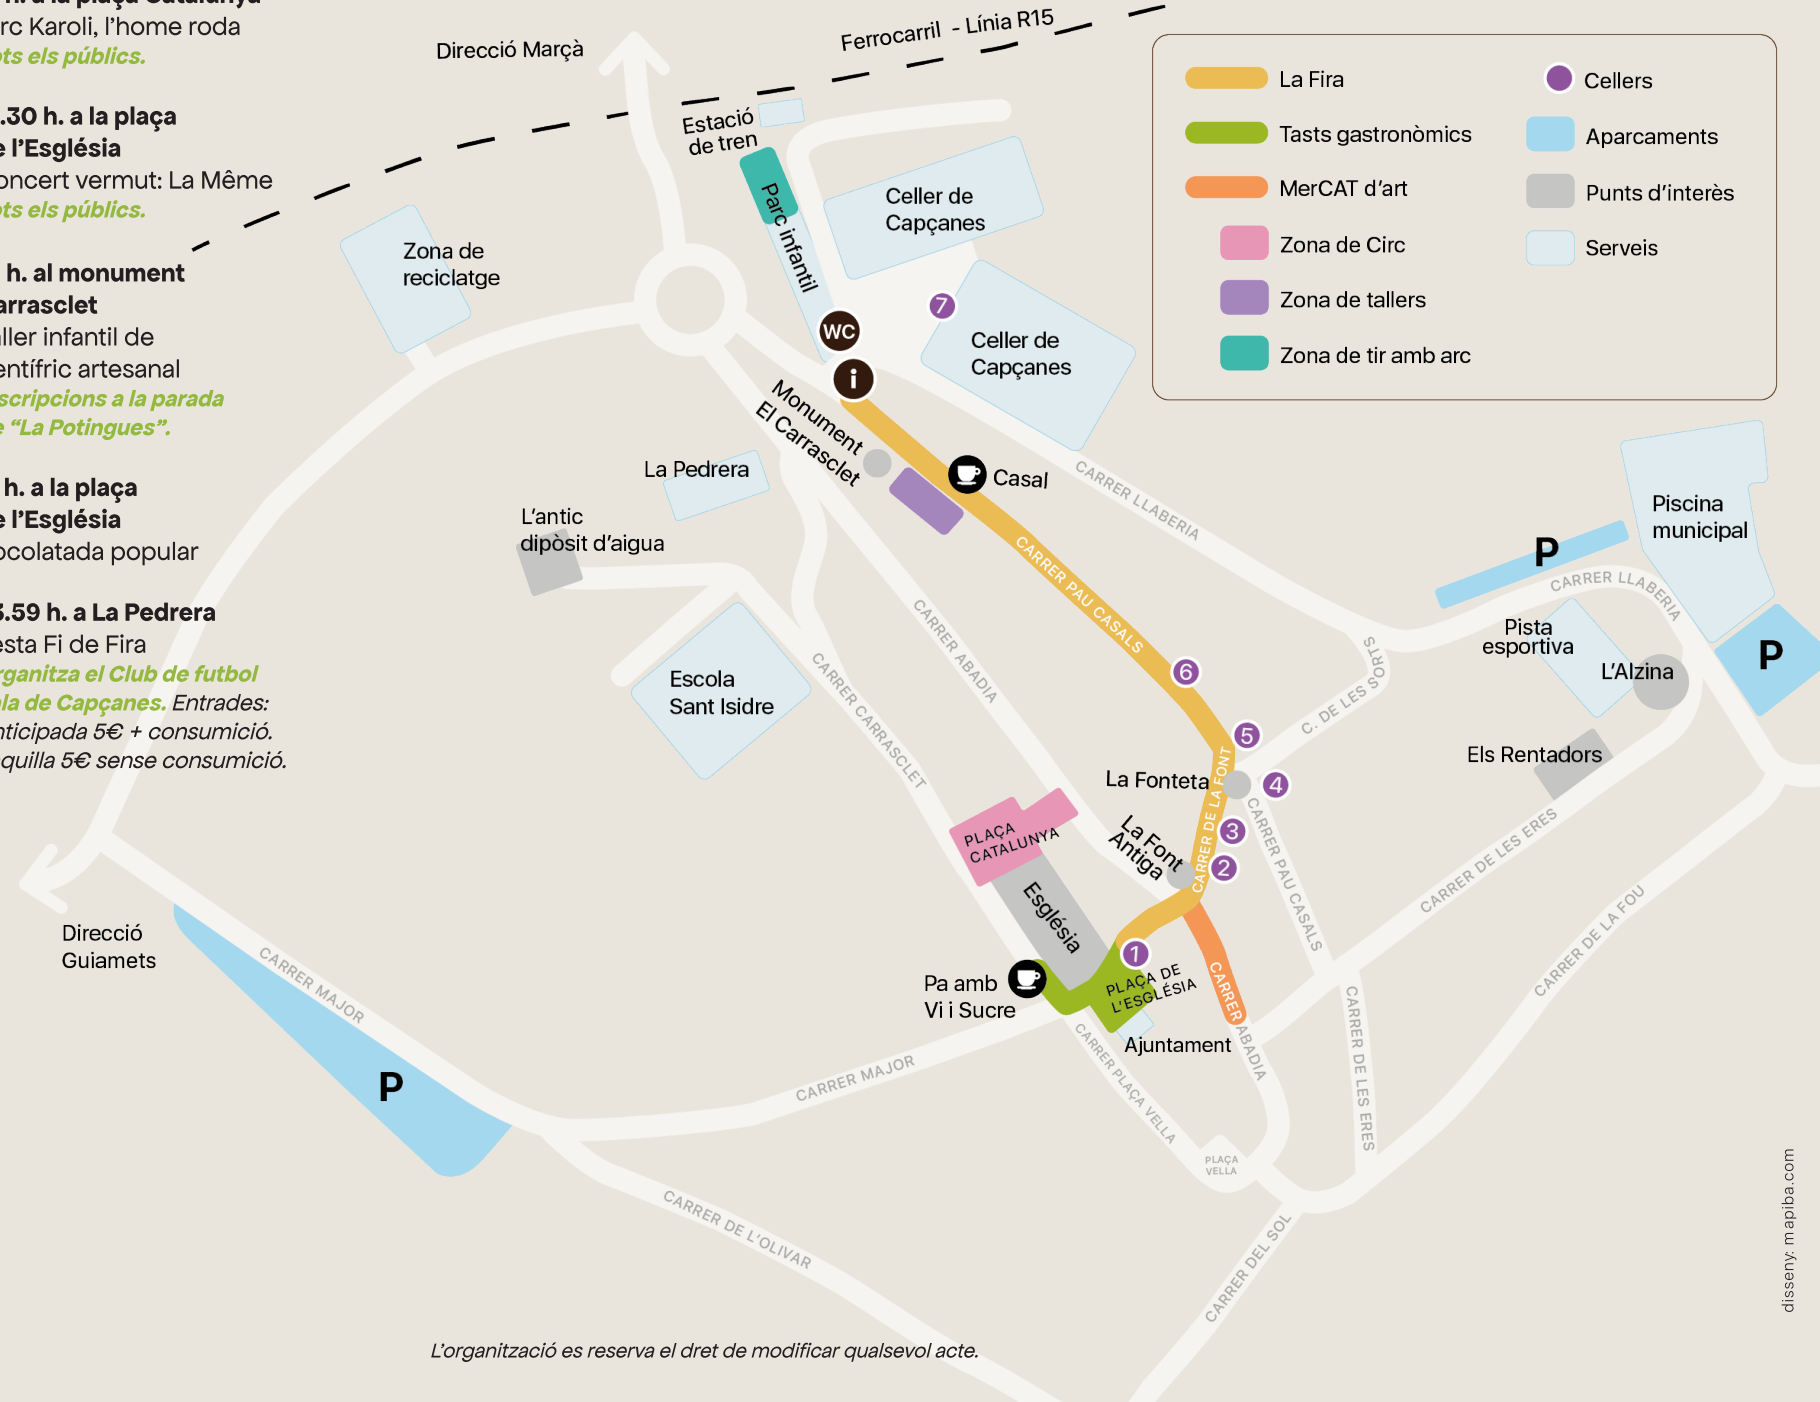 h. a la plaça Catalunya
rc Karoli, l’home roda
ots els públics.
.30 h. a la plaça
e l’Església
oncert vermut: La Même
ots els públics.
h. al monument
arrasclet
aller infantil de
entífric artesanal
scripcions a la parada
e “La Potingues”.
h. a la plaça
e l’Església
ocolatada popular
3.59 h. a La Pedrera
esta Fi de Fira
rganitza el Club de futbol
ala de Capçanes. Entrades:
nticipada 5€ + consumició.
quilla 5€ sense consumició.
Direcció Marçà
Ferrocarril - Línia R15
Estació
de tren
Parc infantil
Zona de
reciclatge
Celler de
Capçanes
7
Celler de
Capçanes
WC
i
Monument
El Carrasclet
Casal
La Pedrera
L’antic
dipòsit d’aigua
Escola
Sant Isidre
CARRER LLABERIA
CARRER PAU CASALS
CARRER ABADIA
CARRER CARRASCLET
6
5
4
3
2
1
C. DE LES SORTS
La Fonteta
CARRER DE LA FONT
La Font
Antiga
PLAÇA
CATALUNYA
Església
CARRER PAU CASALS
Pa amb
Vi i Sucre
PLAÇA DE
L’ESGLÉSIA
Ajuntament
CARRER ABADIA
CARRER PLAÇA VELLA
PLAÇA
VELLA
CARRER MAJOR
CARRER MAJOR
Direcció
Guiamets
P
CARRER DE L’OLIVAR
CARRER DEL SOL
CARRER DE LES ERES
CARRER DE LES ERES
CARRER DE LA FOU
P
CARRER LLABERIA
Piscina
municipal
Pista
esportiva
L’Alzina
P
Els Rentadors
La Fira
Tasts gastronòmics
MerCAT d’art
Zona de Circ
Zona de tallers
Zona de tir amb arc
Cellers
Aparcaments
Punts d’interès
Serveis
L’organització es reserva el dret de modificar qualsevol acte.
disseny: mapiba.com